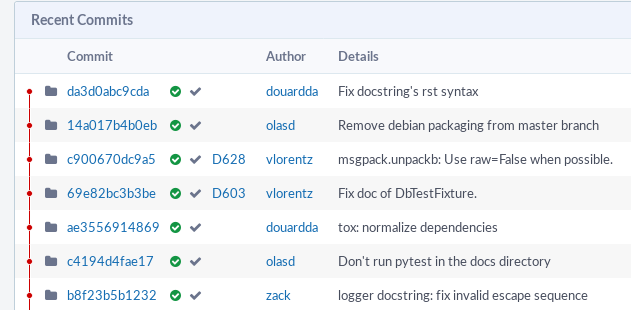 Recent Commits
Commit Author Details
da3d0abc9cda douardda Fix docstring's rst syntax
14a017b4b0eb olasd Remove debian packaging from master branch
c900670dc9a5 D628 vlorentz msgpack.unpackb: Use raw=False when possible.
69e82bc3b3be D603 vlorentz Fix doc of DbTestFixture.
ae3556914869 douardda tox: normalize dependencies
c4194d4fae17 olasd Don't run pytest in the docs directory
b8f23b5b1232 zack logger docstring: fix invalid escape sequence